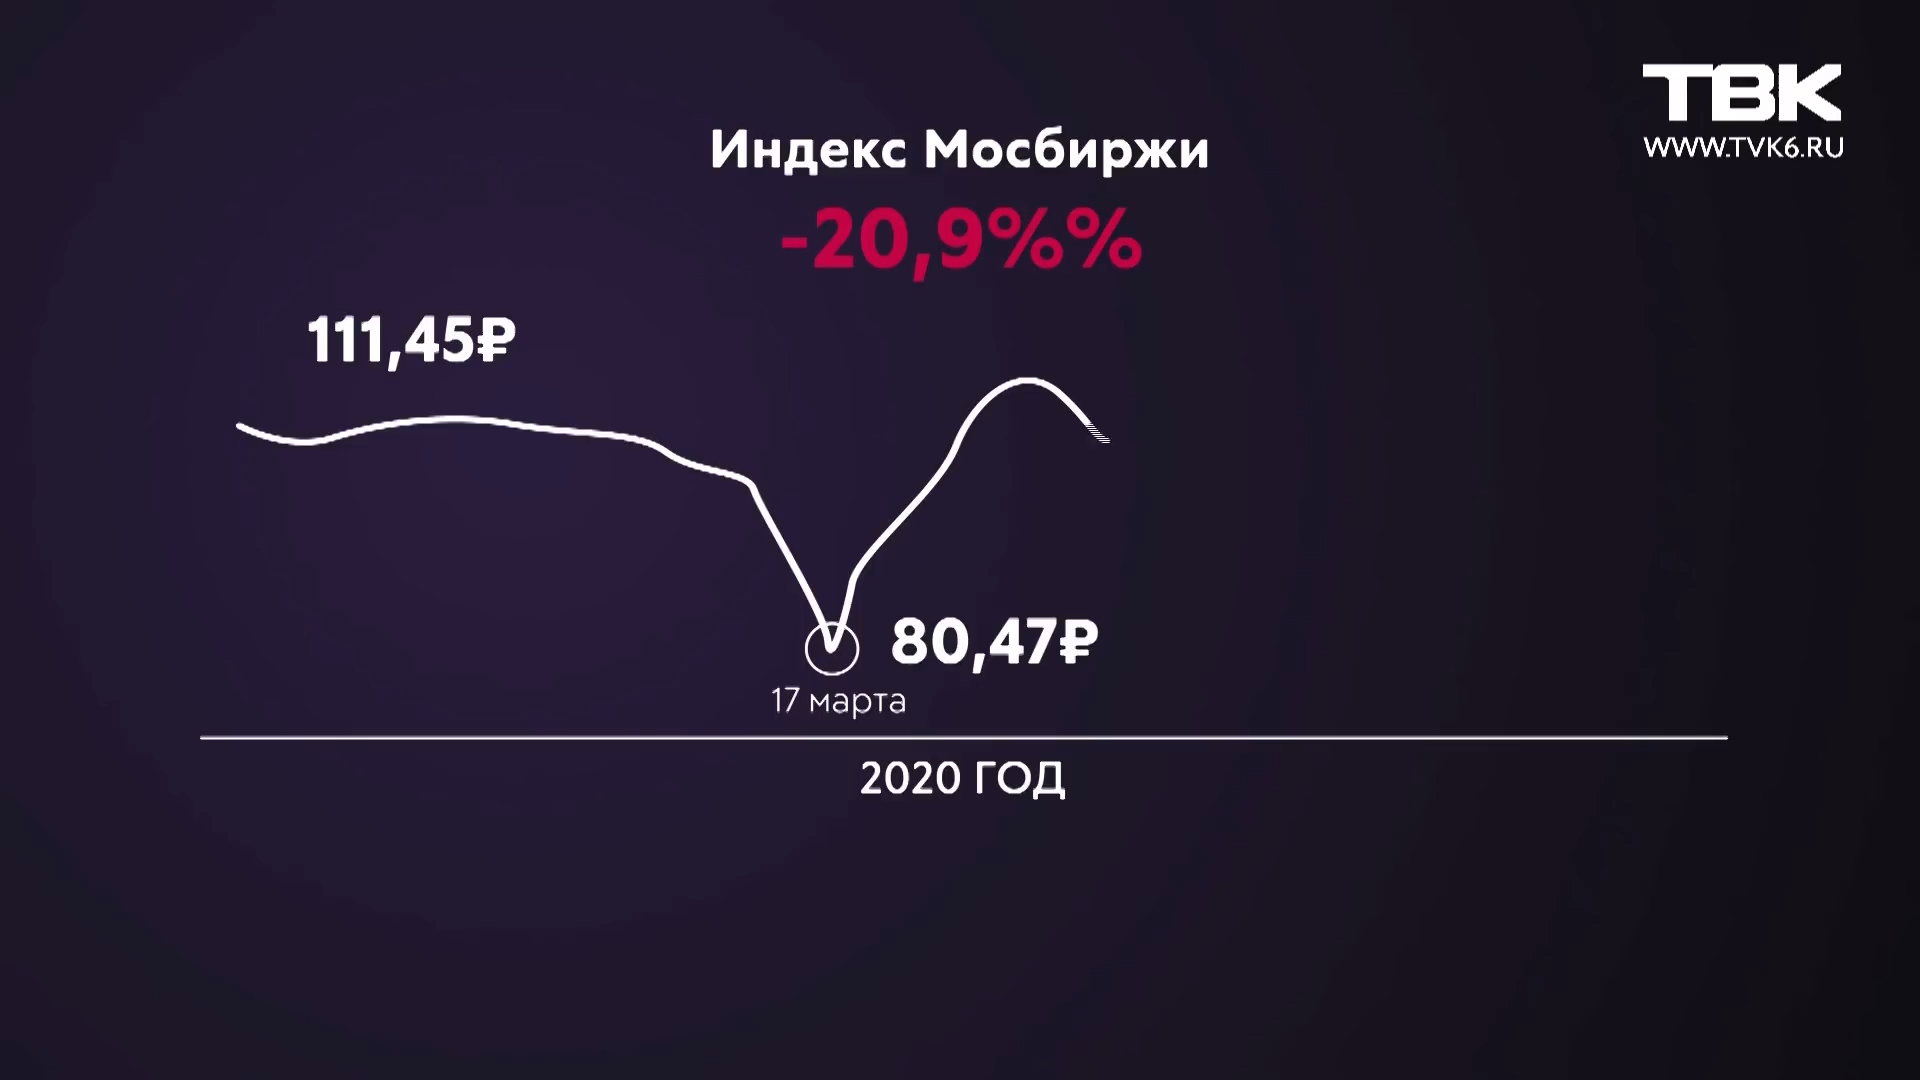 ТВК
WWW.TVK6.RU
Индекс Мосбиржи
-20,9%%
111,45₽
80,47₽
17 марта
2020 ГОД